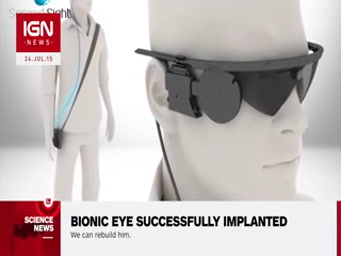 Second Sight
IGN
NEWS
24.JUL.15
SCIENCE
NEWS
BIONIC EYE SUCCESSFULLY IMPLANTED
We can rebuild him.